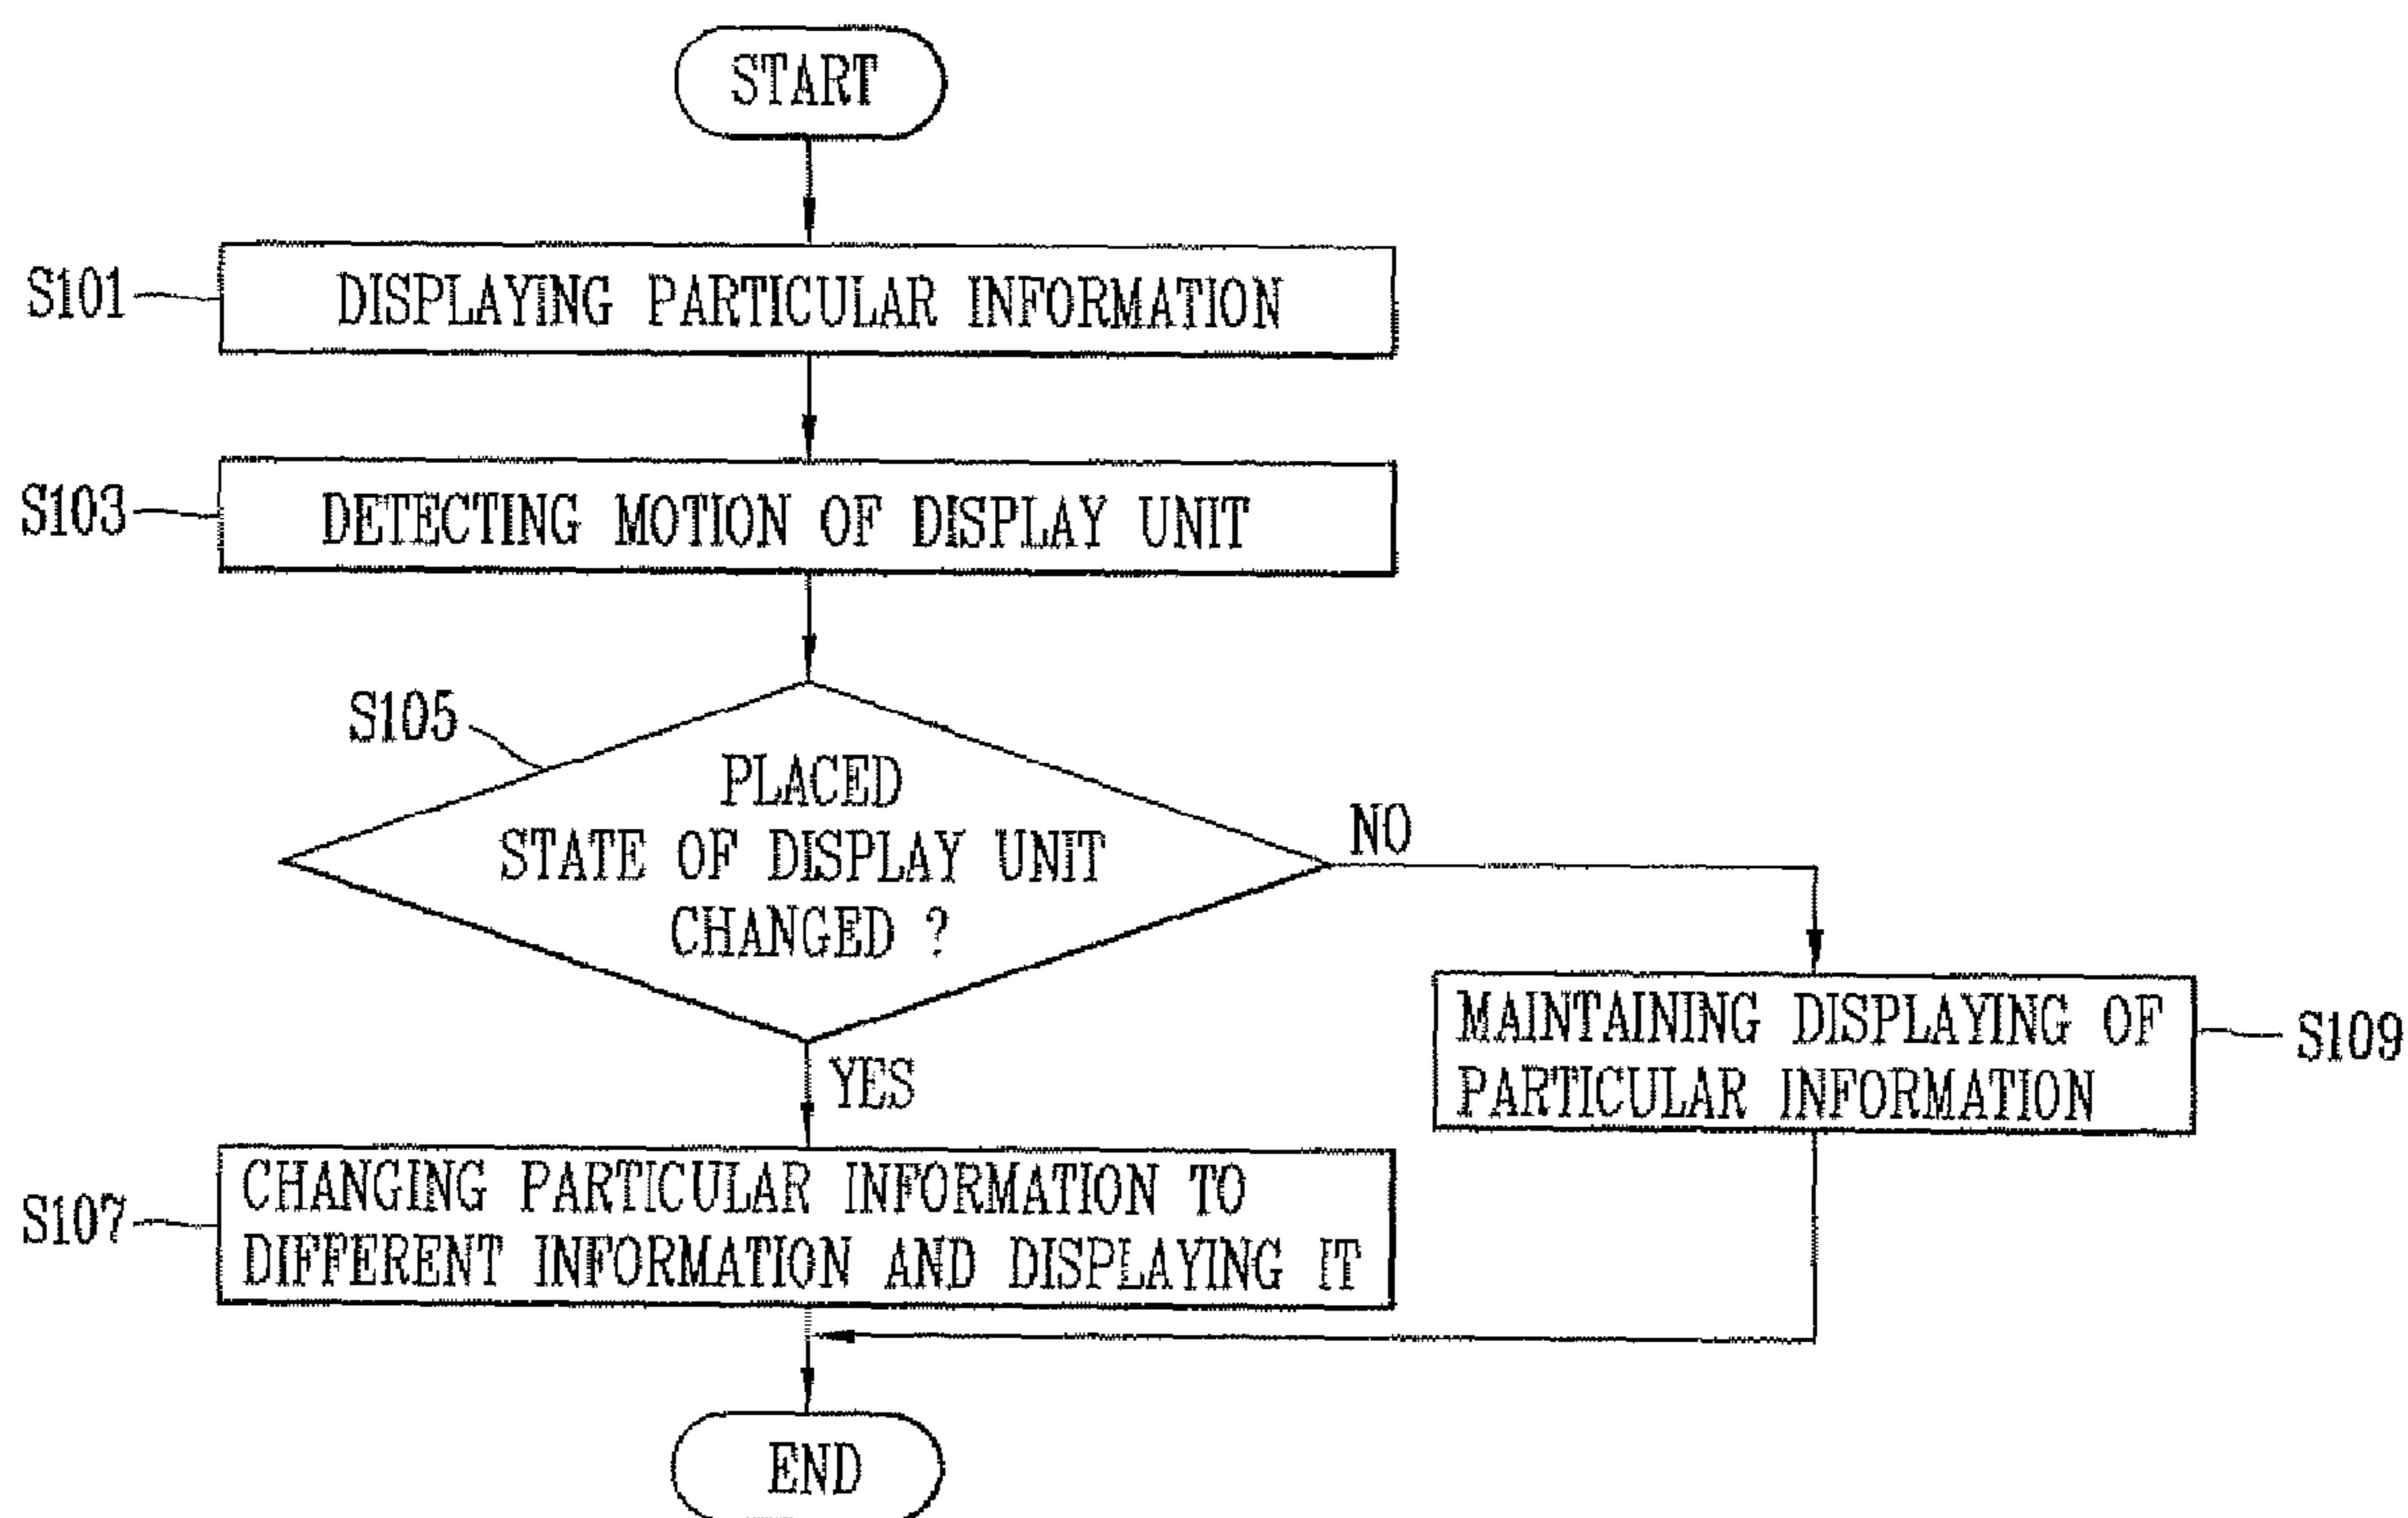 START
S101
DISPLAYING PARTICULAR INFORMATION
S103
DETECTING MOTION OF DISPLAY UNIT
S105
PLACED
STATE OF DISPLAY UNIT
CHANGED ?
NO
YES
MAINTAINING DISPLAYING OF
PARTICULAR INFORMATION
S109
S107
CHANGING PARTICULAR INFORMATION TO
DIFFERENT INFORMATION AND DISPLAYING IT
END